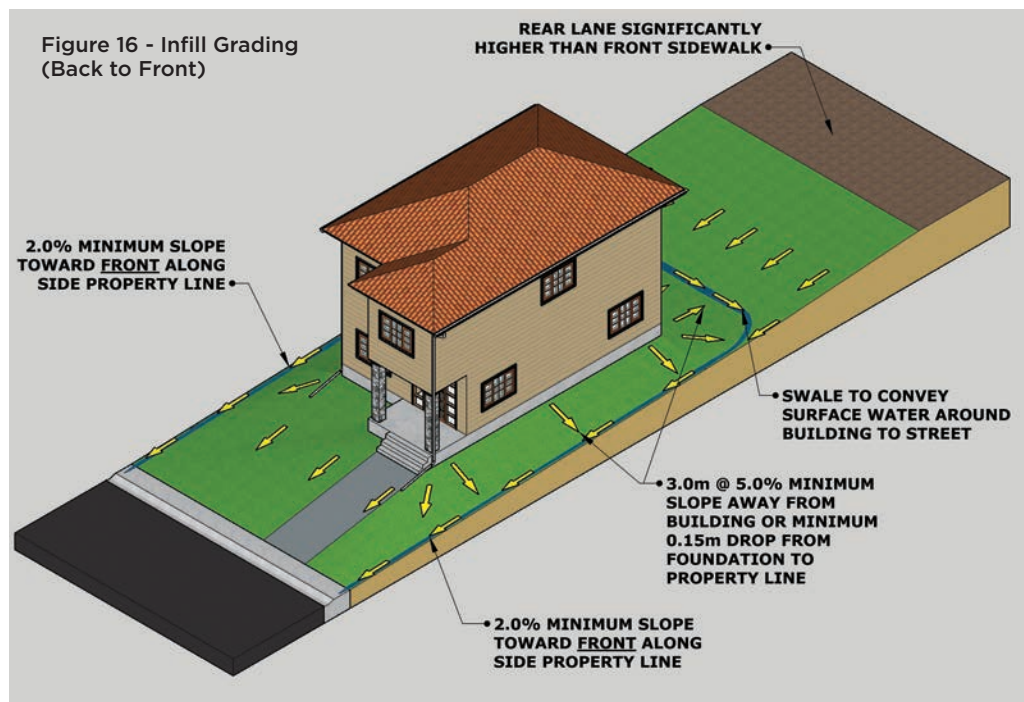 Figure 16 - Infill Grading
(Back to Front)
REAR LANE SIGNIFICANTLY
HIGHER THAN FRONT SIDEWALK
2.0% MINIMUM SLOPE
TOWARD FRONT ALONG
SIDE PROPERTY LINE
SWALE TO CONVEY
SURFACE WATER AROUND
BUILDING TO STREET
3.0m @ 5.0% MINIMUM
SLOPE AWAY FROM
BUILDING OR MINIMUM
0.15m DROP FROM
FOUNDATION TO
PROPERTY LINE
2.0% MINIMUM SLOPE
TOWARD FRONT ALONG
SIDE PROPERTY LINE